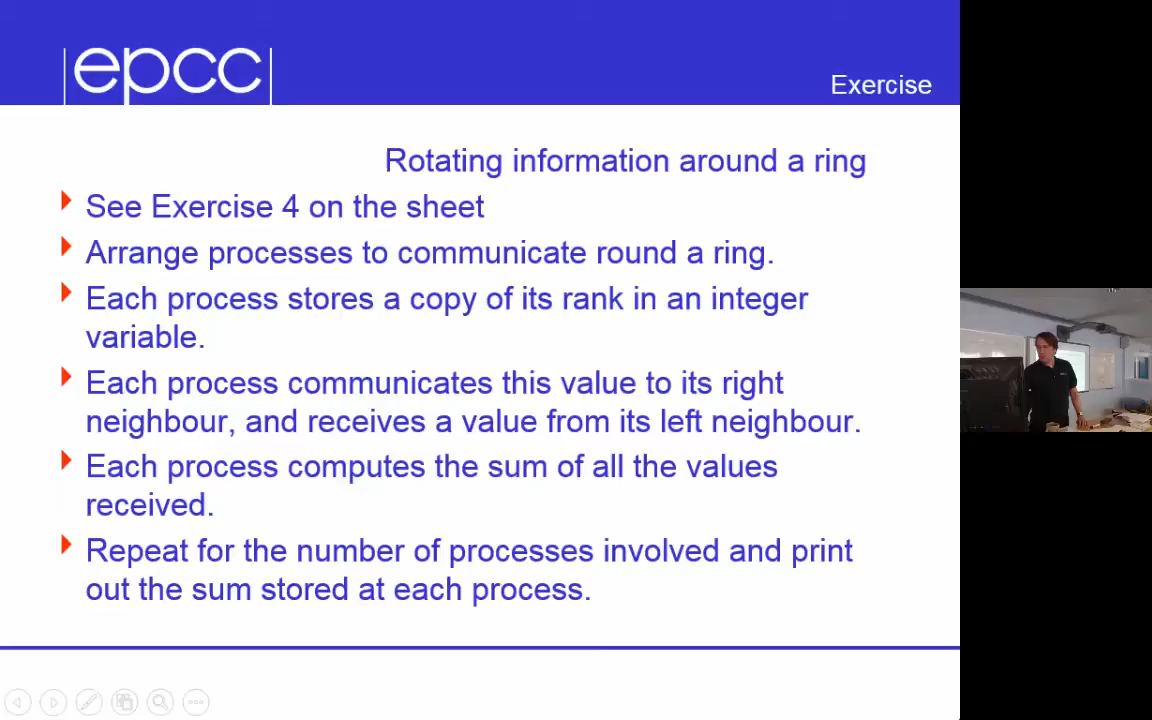 epcc
Exercise
Rotating information around a ring
See Exercise 4 on the sheet
Arrange processes to communicate round a ring.
Each process stores a copy of its rank in an integer
variable.
Each process communicates this value to its right
neighbour, and receives a value from its left neighbour.
Each process computes the sum of all the values
received.
Repeat for the number of processes involved and print
out the sum stored at each process.